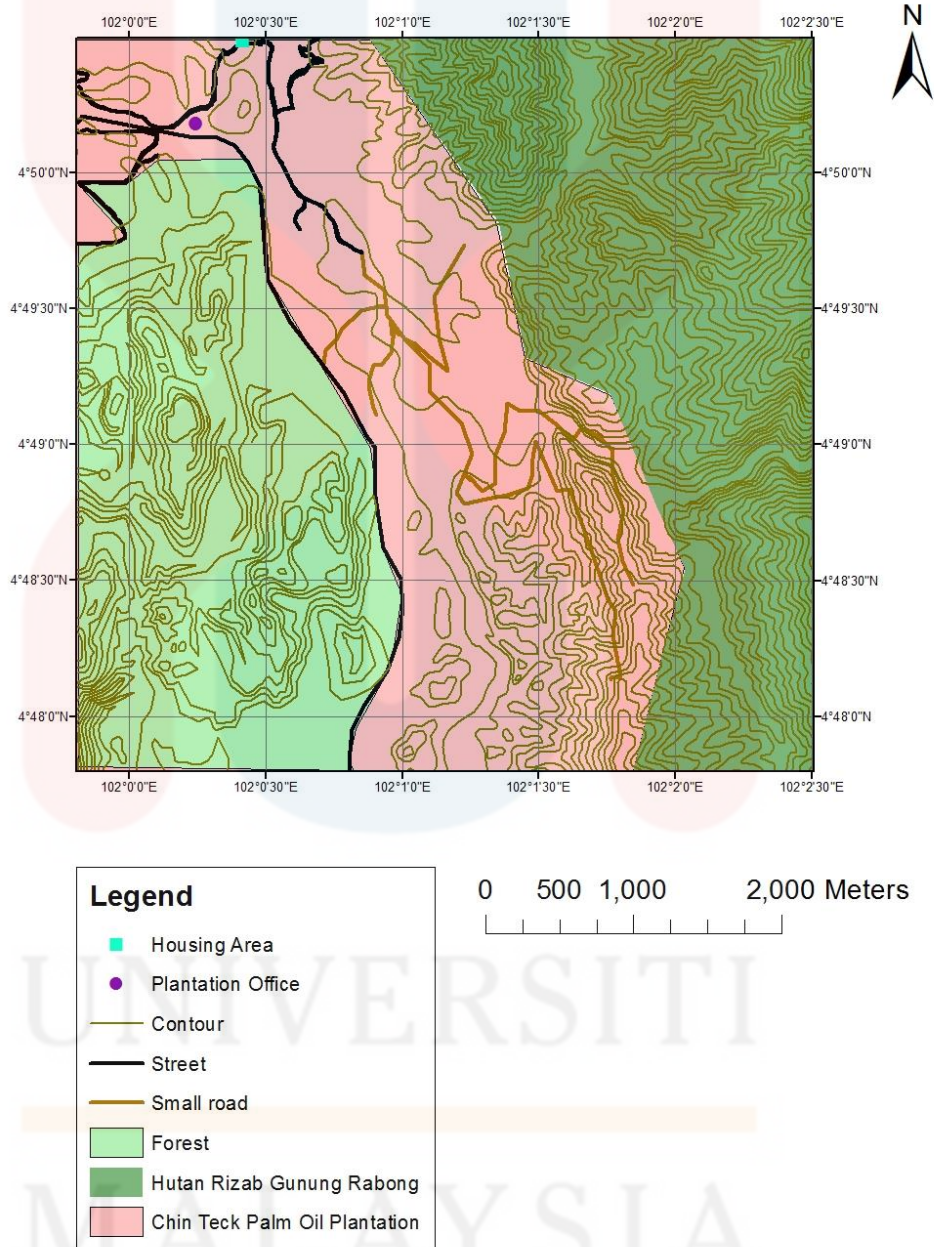 N
102°0'0"E 102°0'30"E 102°1'0"E 102°1'30"E 102°2'0"E 102°2'30"E
4°50'0"N 4°50'0"N
4°49'30"N 4°49'30"N
4°49'0"N 4°49'0"N
4°48'30"N 4°48'30"N
4°48'0"N 4°48'0"N
102°0'0"E 102°0'30"E 102°1'0"E 102°1'30"E 102°2'0"E 102°2'30"E
Legend
Housing Area
Plantation Office
Contour
Street
Small road
Forest
Hutan Rizab Gunung Rabong
Chin Teck Palm Oil Plantation
0 500 1,000 2,000 Meters
UNIVERSITI
MALAYSIA